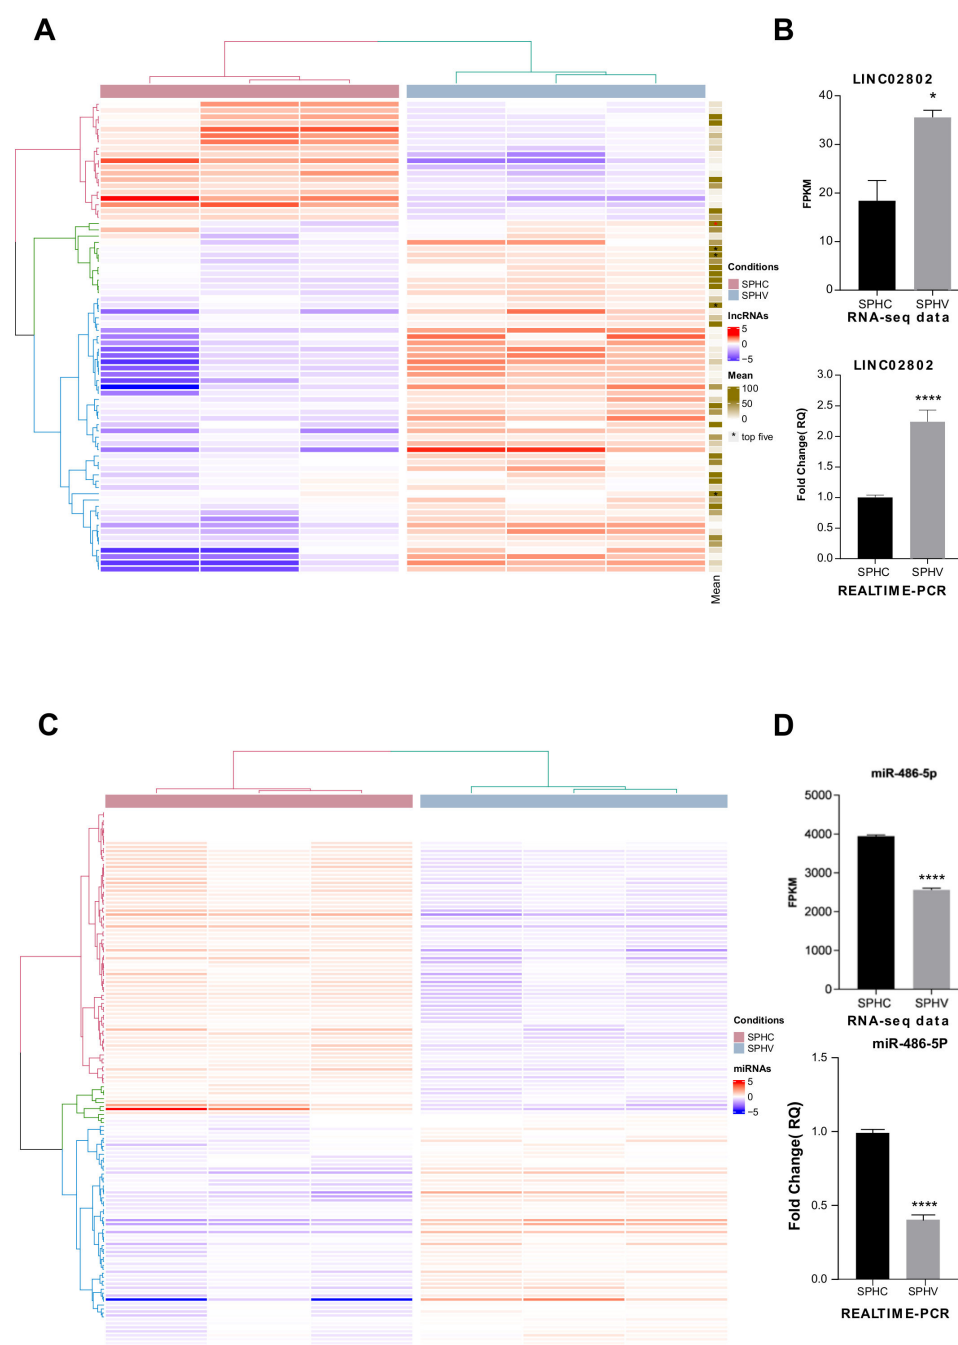 A
Conditions
SPHC
SPHV
lncRNAs
5
0
−5
Mean
100
50
0
* top five
*
*
*
*
Mean
B
LINC02802
*
40
30
20
10
0
FPKM
SPHC SPHV
RNA-seq data
LINC02802
****
3.0
2.5
2.0
1.5
1.0
0.5
0.0
Fold Change( RQ)
SPHC SPHV
REALTIME-PCR
C
Conditions
SPHC
SPHV
miRNAs
5
0
−5
D
miR-486-5p
5000
4000
3000
2000
1000
0
****
FPKM
SPHC SPHV
RNA-seq data
miR-486-5P
1.5
1.0
0.5
0.0
****
Fold Change( RQ)
SPHC SPHV
REALTIME-PCR